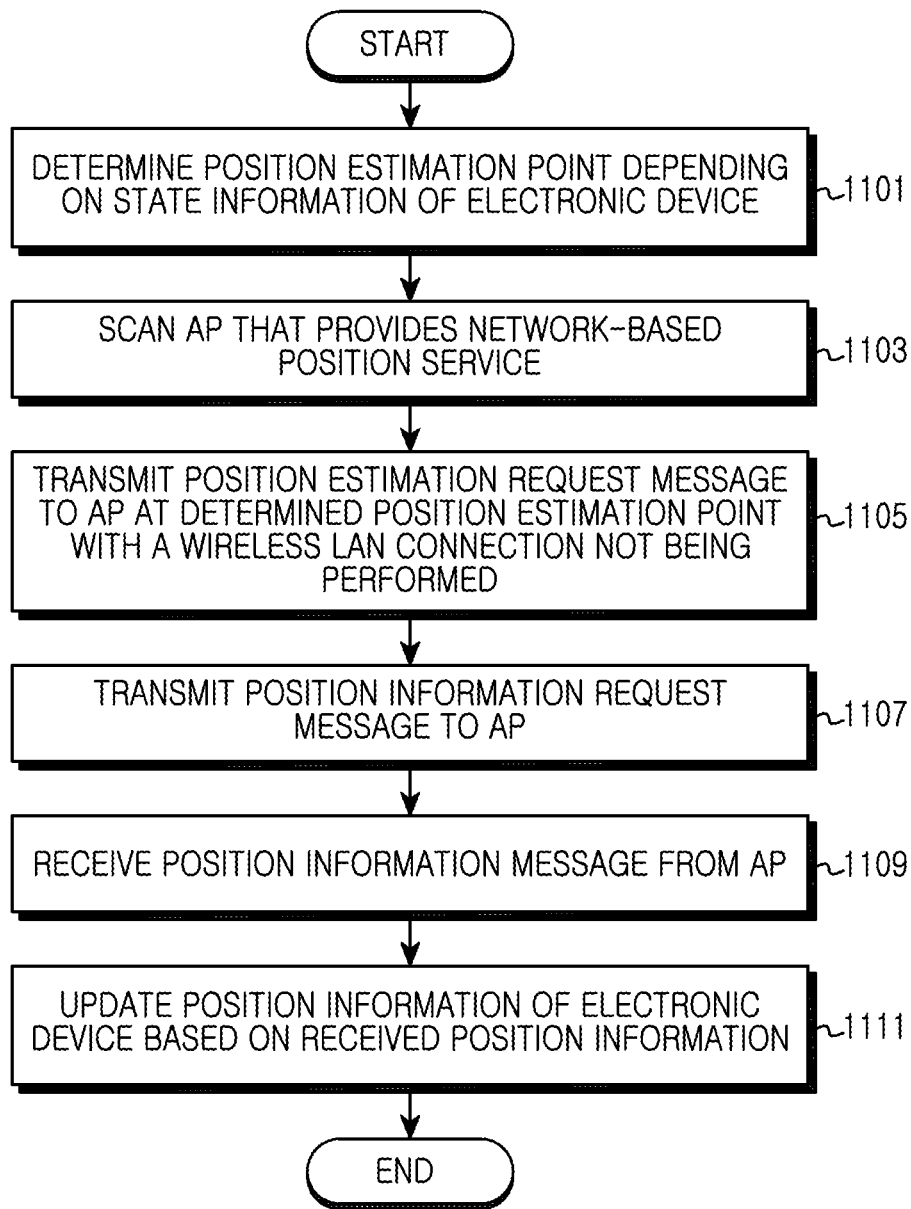 START
DETERMINE POSITION ESTIMATION POINT DEPENDING
ON STATE INFORMATION OF ELECTRONIC DEVICE
1101
SCAN AP THAT PROVIDES NETWORK-BASED
POSITION SERVICE
1103
TRANSMIT POSITION ESTIMATION REQUEST MESSAGE
TO AP AT DETERMINED POSITION ESTIMATION POINT
WITH A WIRELESS LAN CONNECTION NOT BEING
PERFORMED
1105
TRANSMIT POSITION INFORMATION REQUEST
MESSAGE TO AP
1107
RECEIVE POSITION INFORMATION MESSAGE FROM AP
1109
UPDATE POSITION INFORMATION OF ELECTRONIC
DEVICE BASED ON RECEIVED POSITION INFORMATION
1111
END